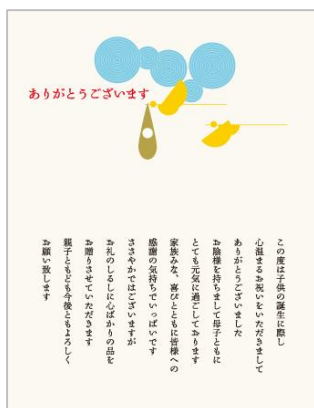 ありがとうございます
この度は子供の誕生に際し
心温まるお祝いをいただきまして
ありがとうございました
お陰様を持ちまして母子ともに
とても元気に過ごしております
家族みな、喜びとともに皆様への
感謝の気持ちでいっぱいです
ささやかではございますが
お礼のしるしに心ばかりの品を
お贈りさせていただきます
親子ともども今後ともよろしく
お願い致します